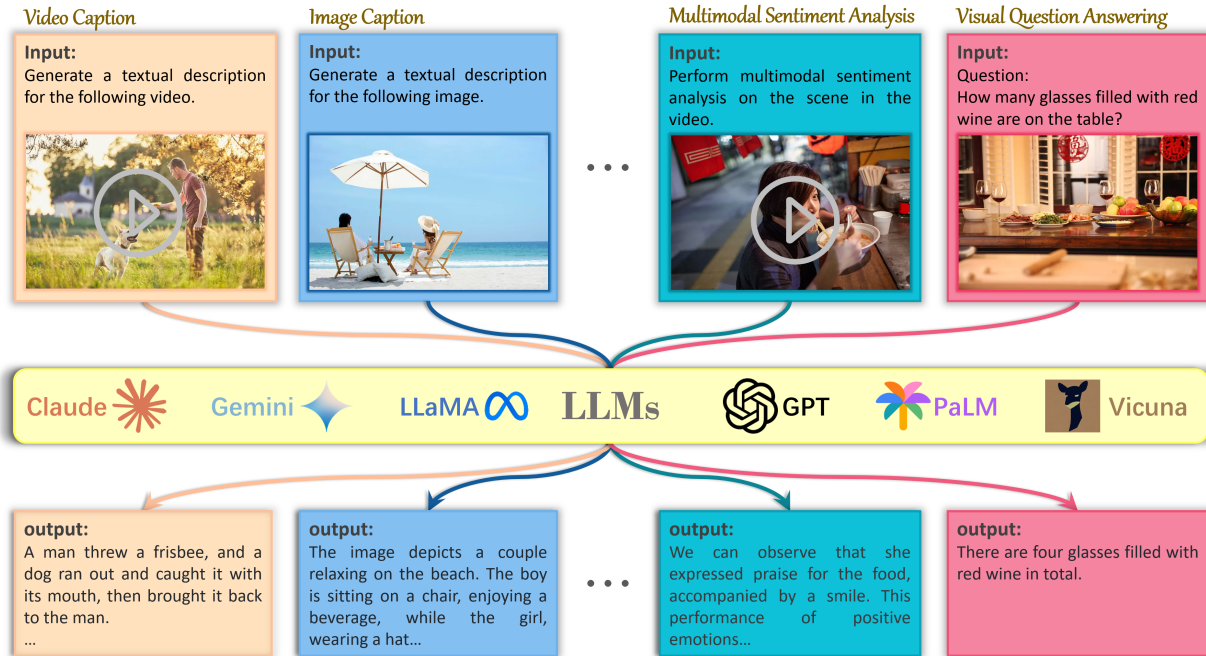 Video Caption
Input:
Generate a textual description
for the following video.
Image Caption
Input:
Generate a textual description
for the following image.
Multimodal Sentiment Analysis
Input:
Perform multimodal sentiment
analysis on the scene in the
video.
Visual Question Answering
Input:
Question:
How many glasses filled with red
wine are on the table?
...
Claude
Gemini
LLaMA
LLMs
GPT
PaLM
Vicuna
output:
A man threw a frisbee, and a
dog ran out and caught it with
its mouth, then brought it back
to the man.
...
output:
The image depicts a couple
relaxing on the beach. The boy
is sitting on a chair, enjoying a
beverage, while the girl,
wearing a hat...
...
output:
We can observe that she
expressed praise for the food,
accompanied by a smile. This
performance of positive
emotions...
output:
There are four glasses filled with
red wine in total.